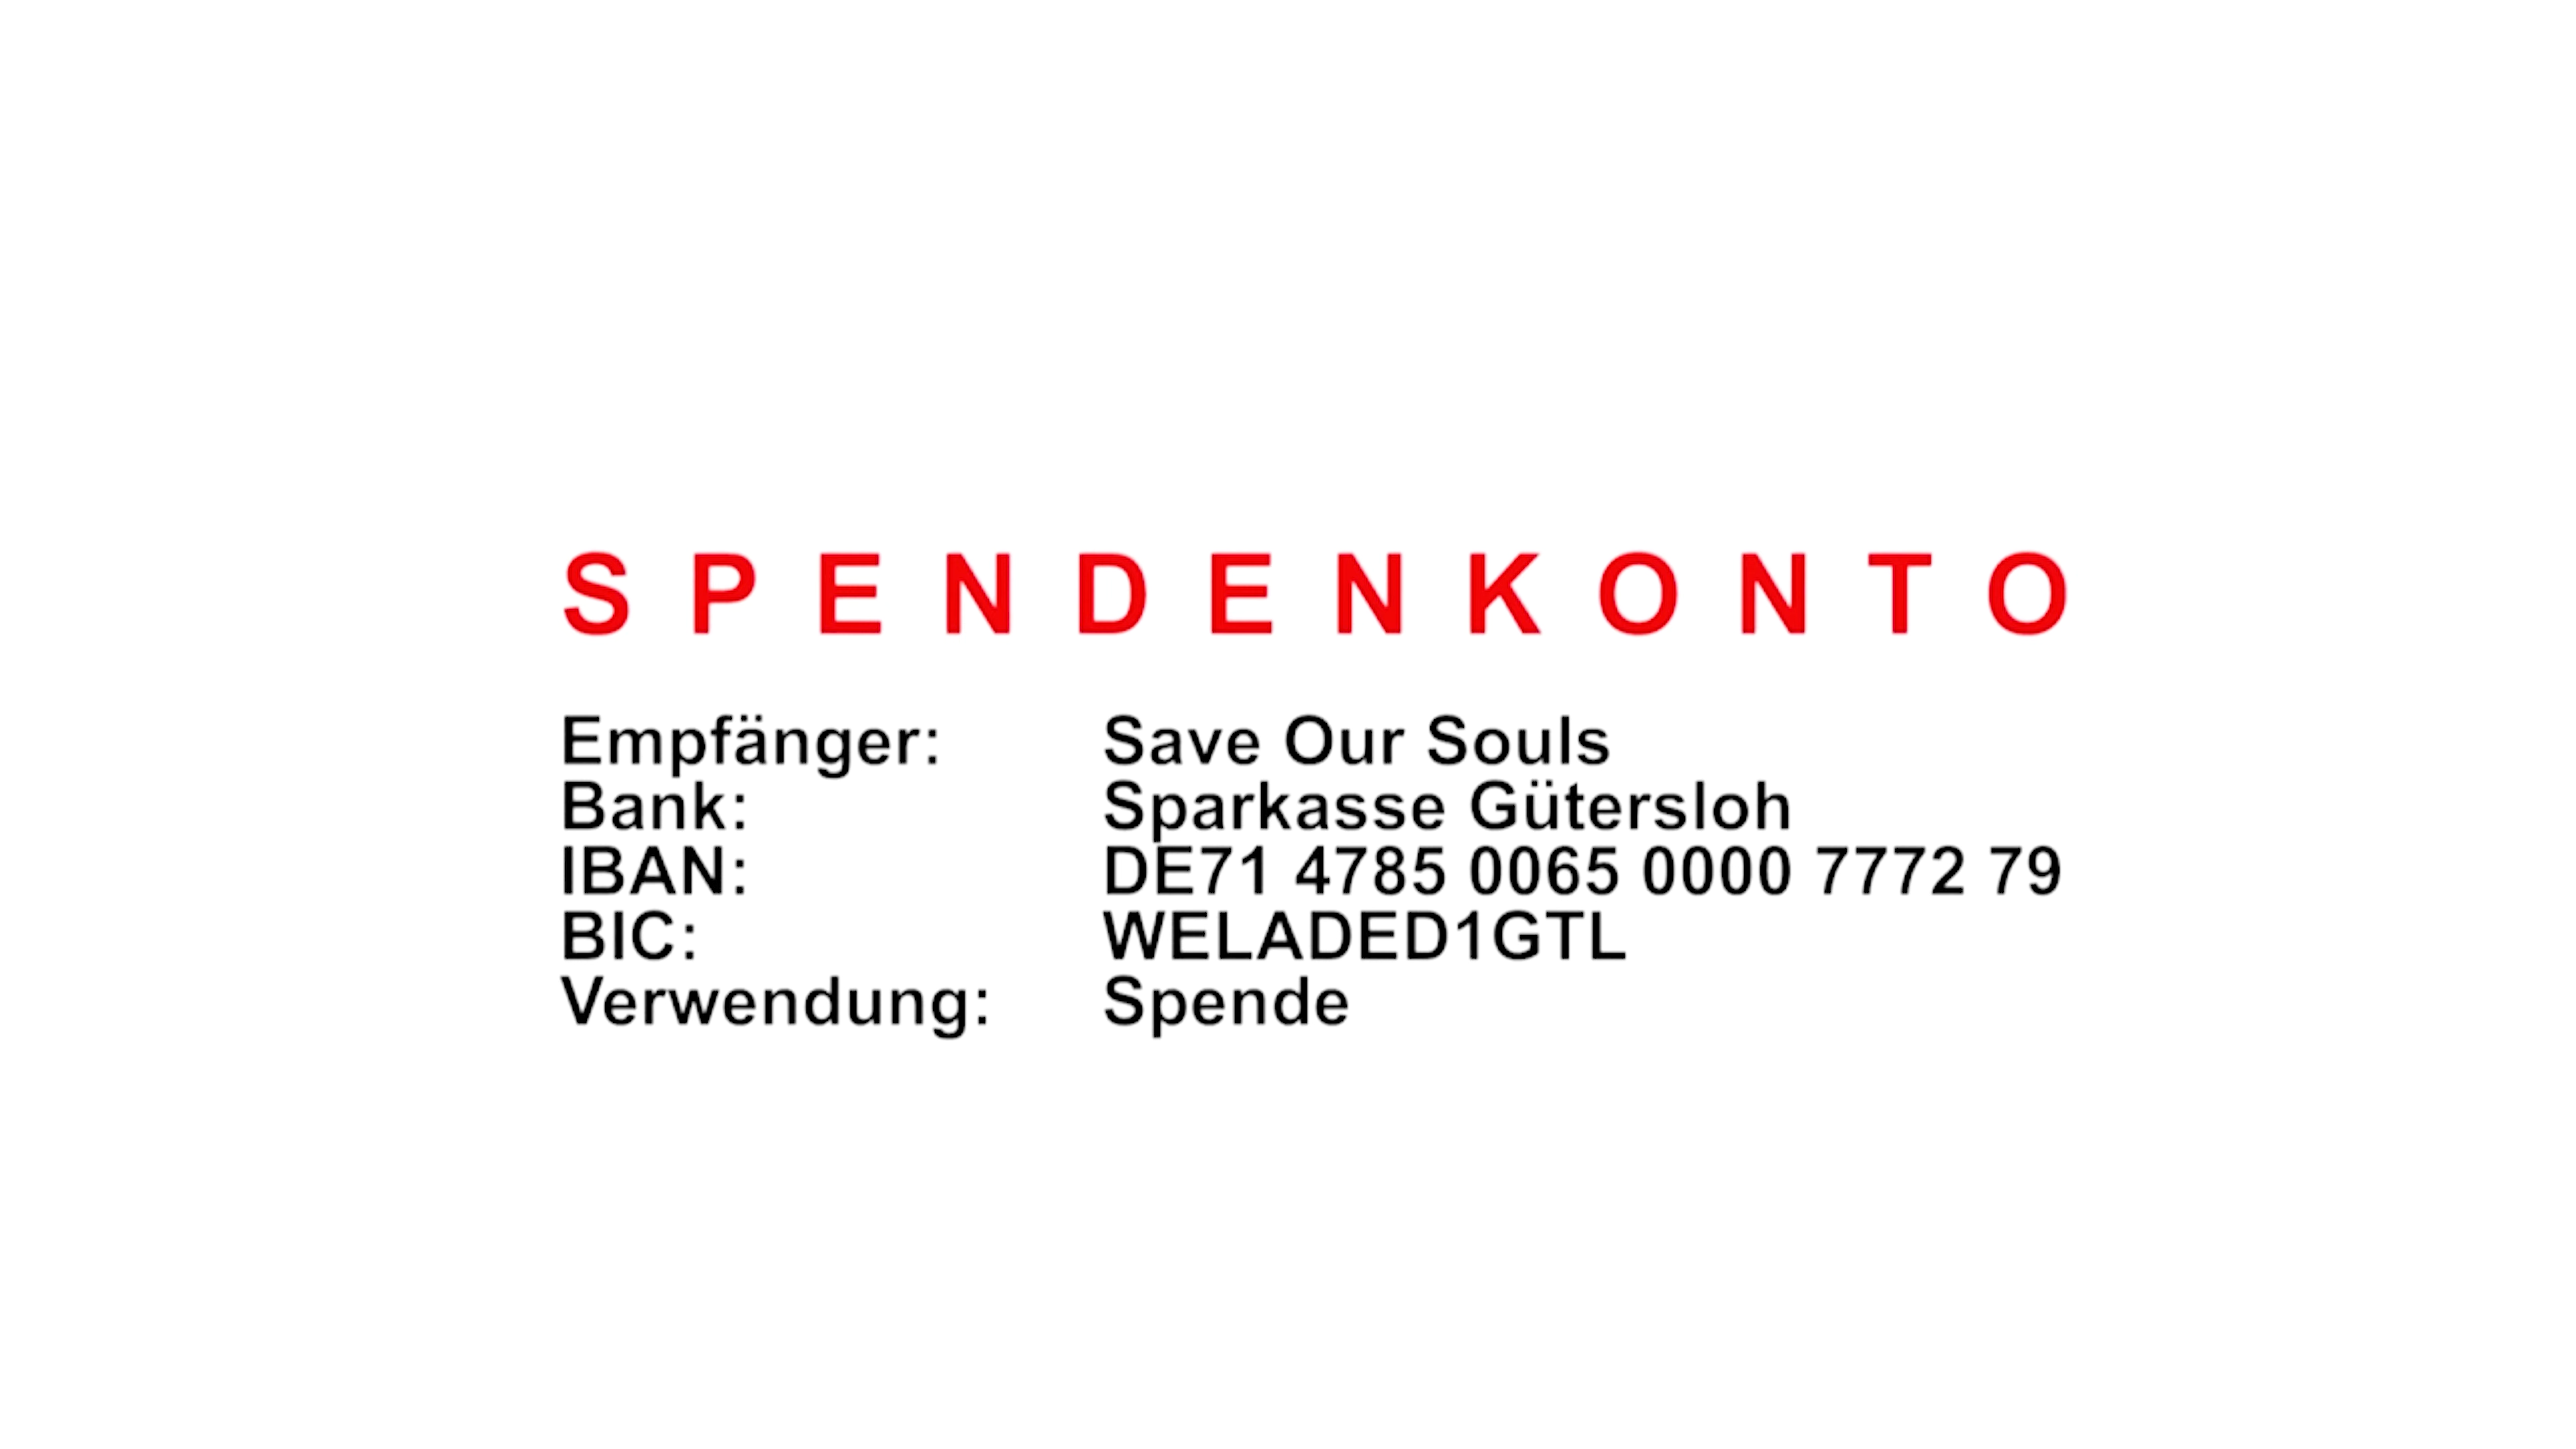 SPENDENKONTO
Empfänger: Save Our Souls
Bank: Sparkasse Gütersloh
IBAN: DE71 4785 0065 0000 7772 79
BIC: WELADED1GTL
Verwendung: Spende